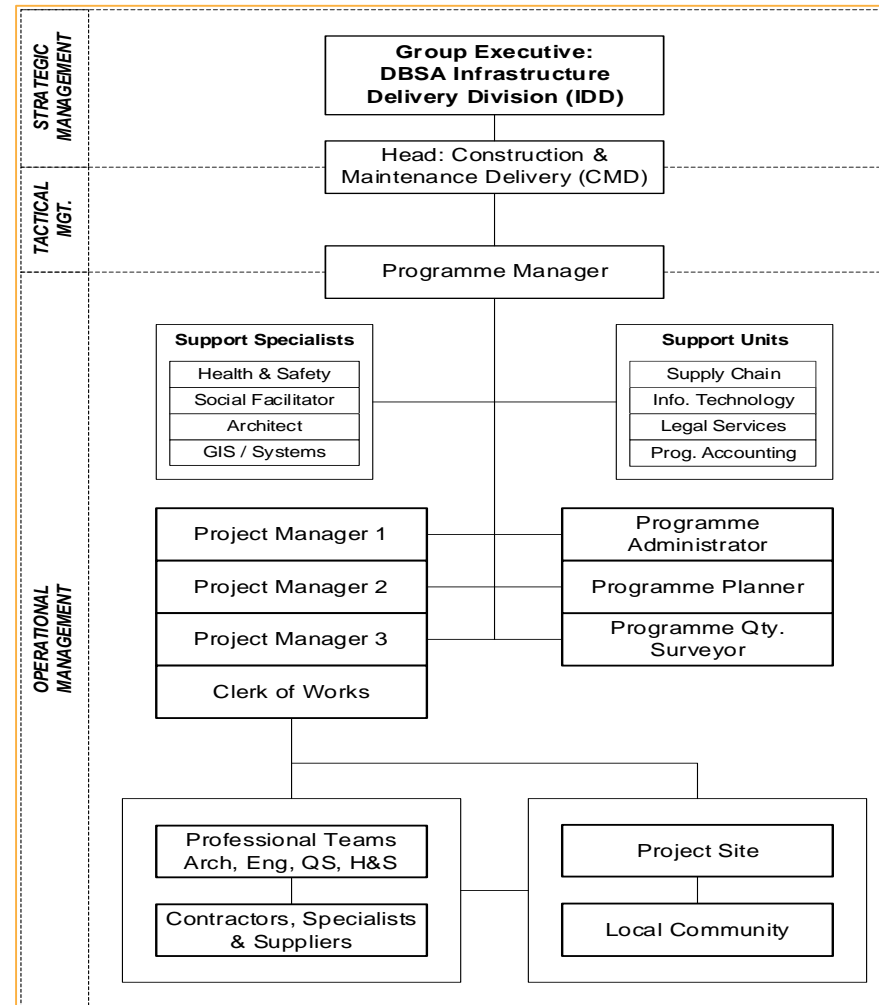 STRATEGIC
MANAGEMENT
Group Executive:
DBSA Infrastructure
Delivery Division (IDD)
Head: Construction &
Maintenance Delivery (CMD)
TACTICAL
MGT.
Programme Manager
OPERATIONAL
MANAGEMENT
Support Specialists
Health & Safety
Social Facilitator
Architect
GIS / Systems
Support Units
Supply Chain
Info. Technology
Legal Services
Prog. Accounting
Project Manager 1
Project Manager 2
Project Manager 3
Clerk of Works
Programme
Administrator
Programme Planner
Programme Qty.
Surveyor
Professional Teams
Arch, Eng, QS, H&S
Contractors, Specialists
& Suppliers
Project Site
Local Community